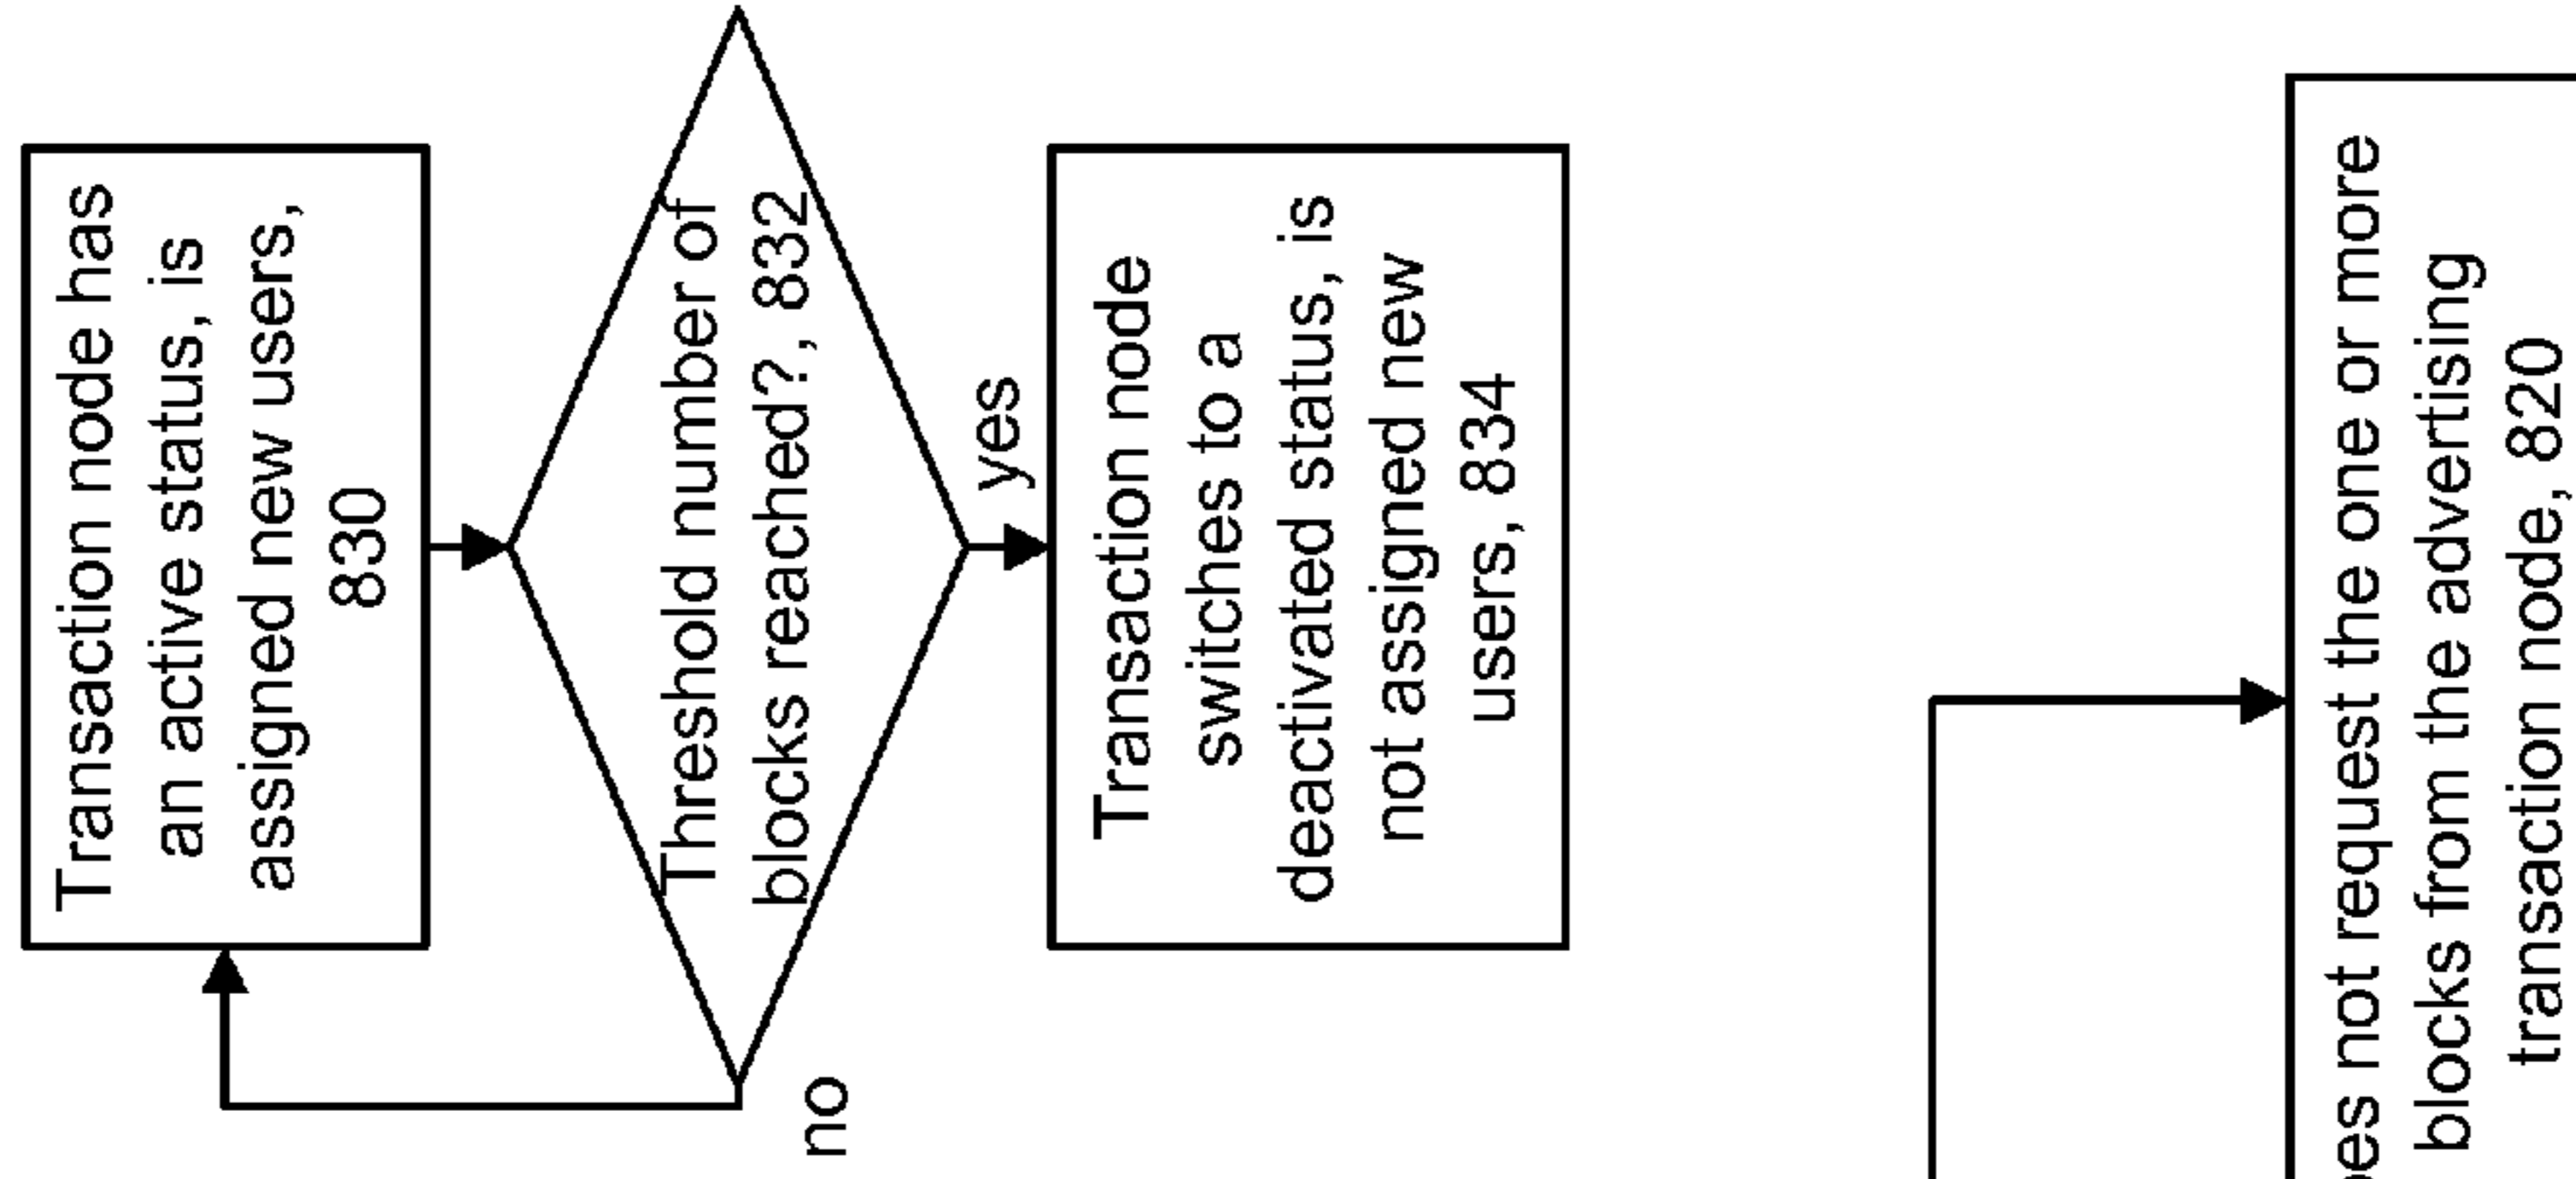 Transaction node has
an active status, is
assigned new users,
830
Threshold number of
blocks reached?, 832
no
yes
Transaction node
switches to a
deactivated status, is
not assigned new
users, 834
not request the one or more
blocks from the advertising
transaction node, 820